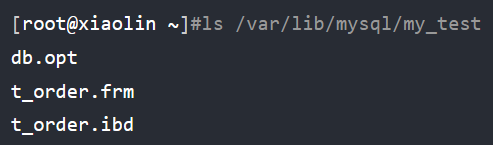 [root@xiaolin ~]#ls /var/lib/mysql/my_test
db.opt
t_order.frm
t_order.ibd